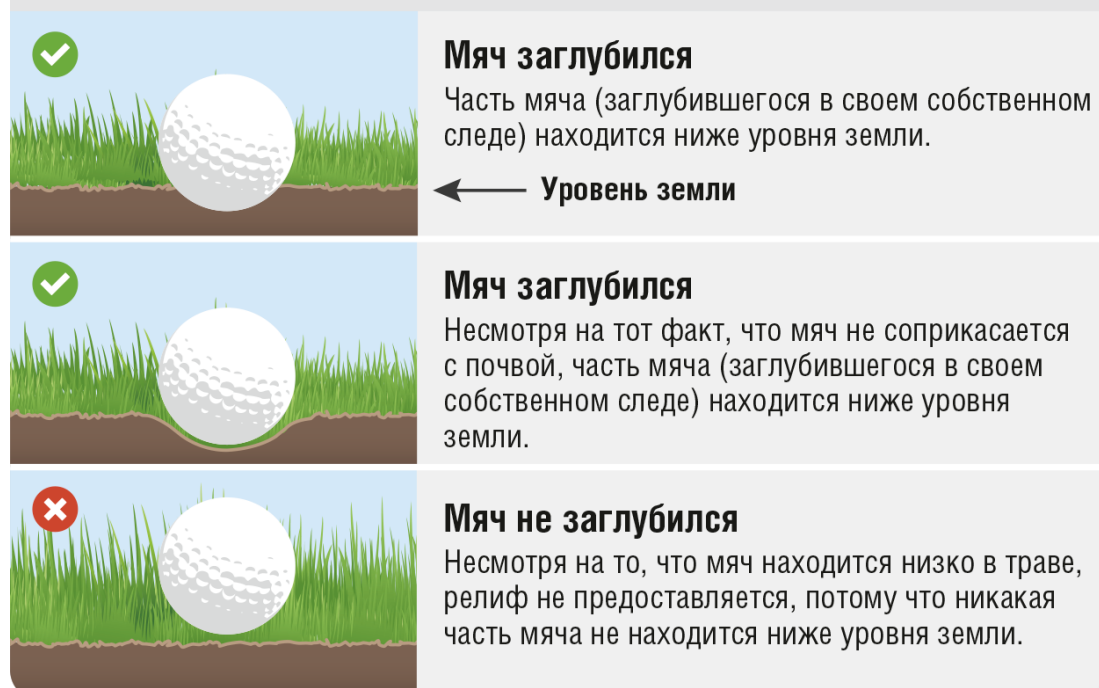 Мяч заглубился
Часть мяча (заглубившегося в своем собственном
следе) находится ниже уровня земли.
Уровень земли
Мяч заглубился
Несмотря на тот факт, что мяч не соприкасается
с почвой, часть мяча (заглубившегося в своем
собственном следе) находится ниже уровня
земли.
Мяч не заглубился
Несмотря на то, что мяч находится низко в траве,
релиф не предоставляется, потому что никакая
часть мяча не находится ниже уровня земли.